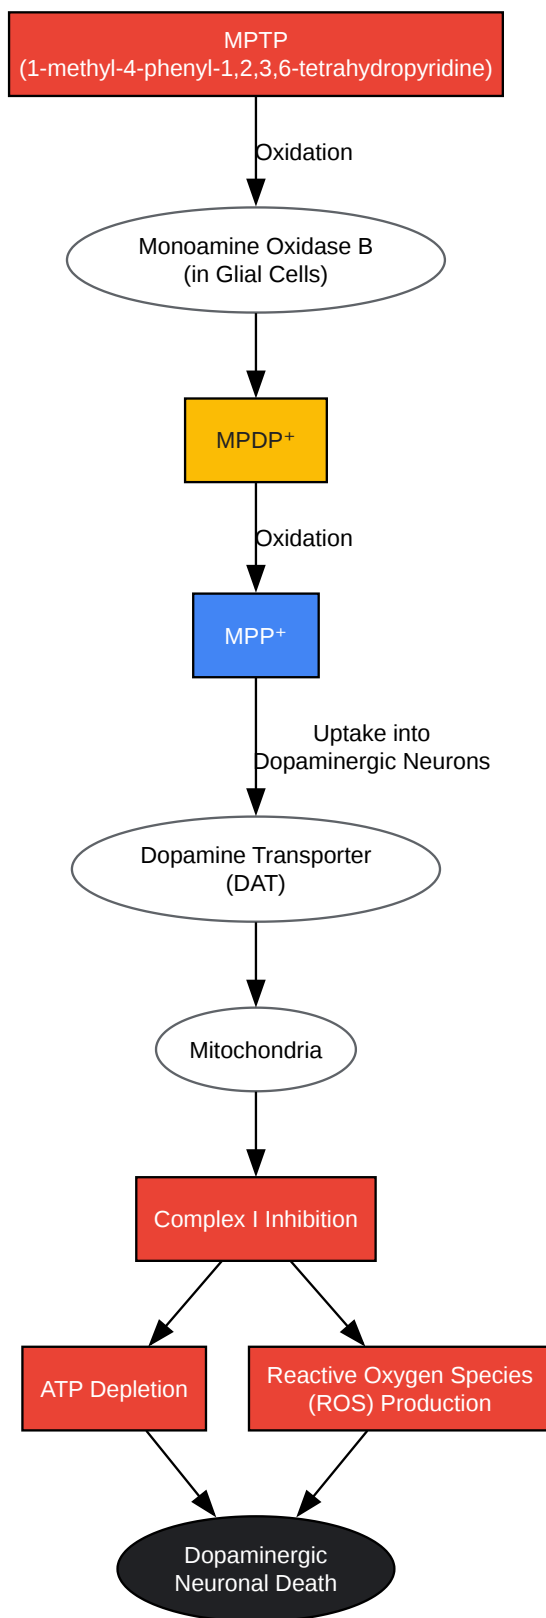 MPTP
(1-methyl-4-phenyl-1,2,3,6-tetrahydropyridine)
Oxidation
Monoamine Oxidase B
(in Glial Cells)
MPDP⁺
Oxidation
MPP⁺
Uptake into
Dopaminergic Neurons
Dopamine Transporter
(DAT)
Mitochondria
Complex I Inhibition
ATP Depletion
Reactive Oxygen Species
(ROS) Production
Dopaminergic
Neuronal Death